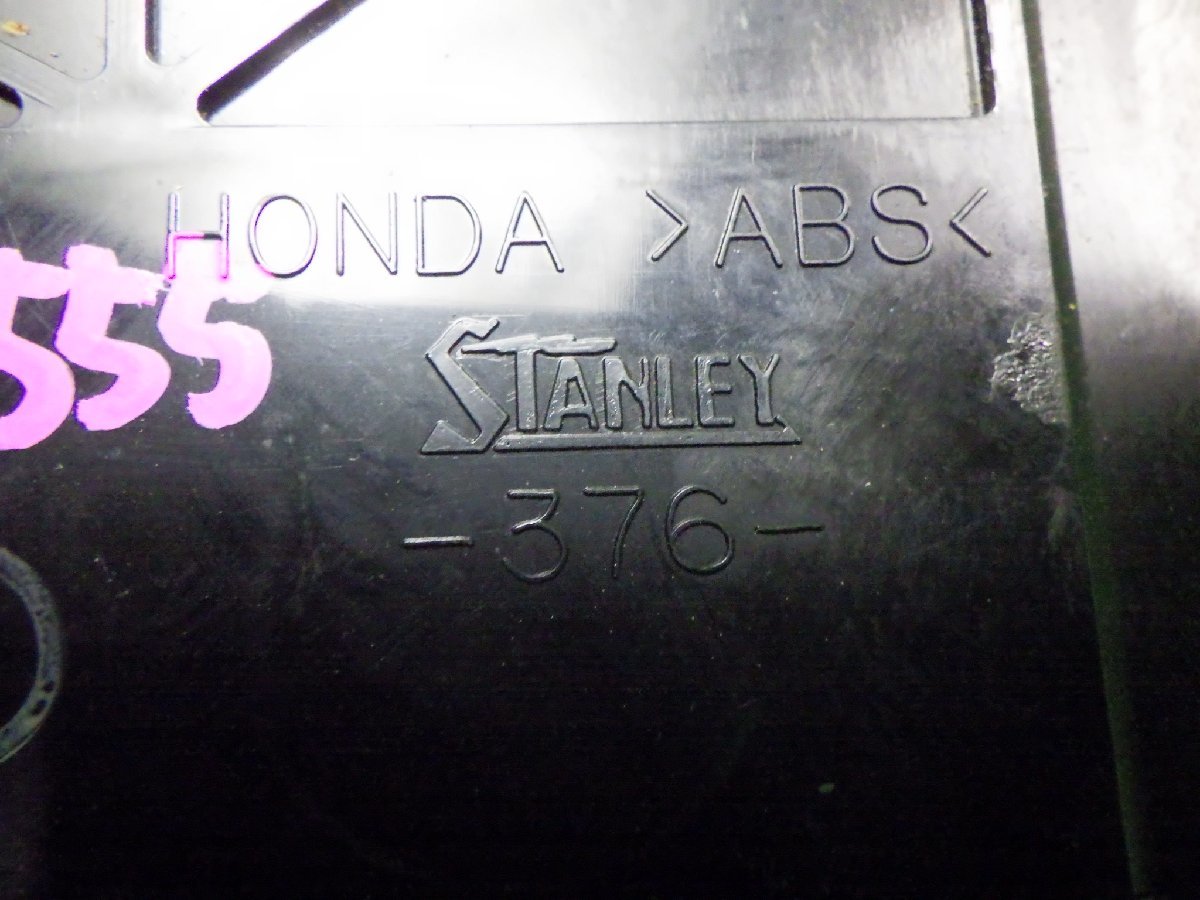 HONDA >ABS<
555
STANLEY
-376-